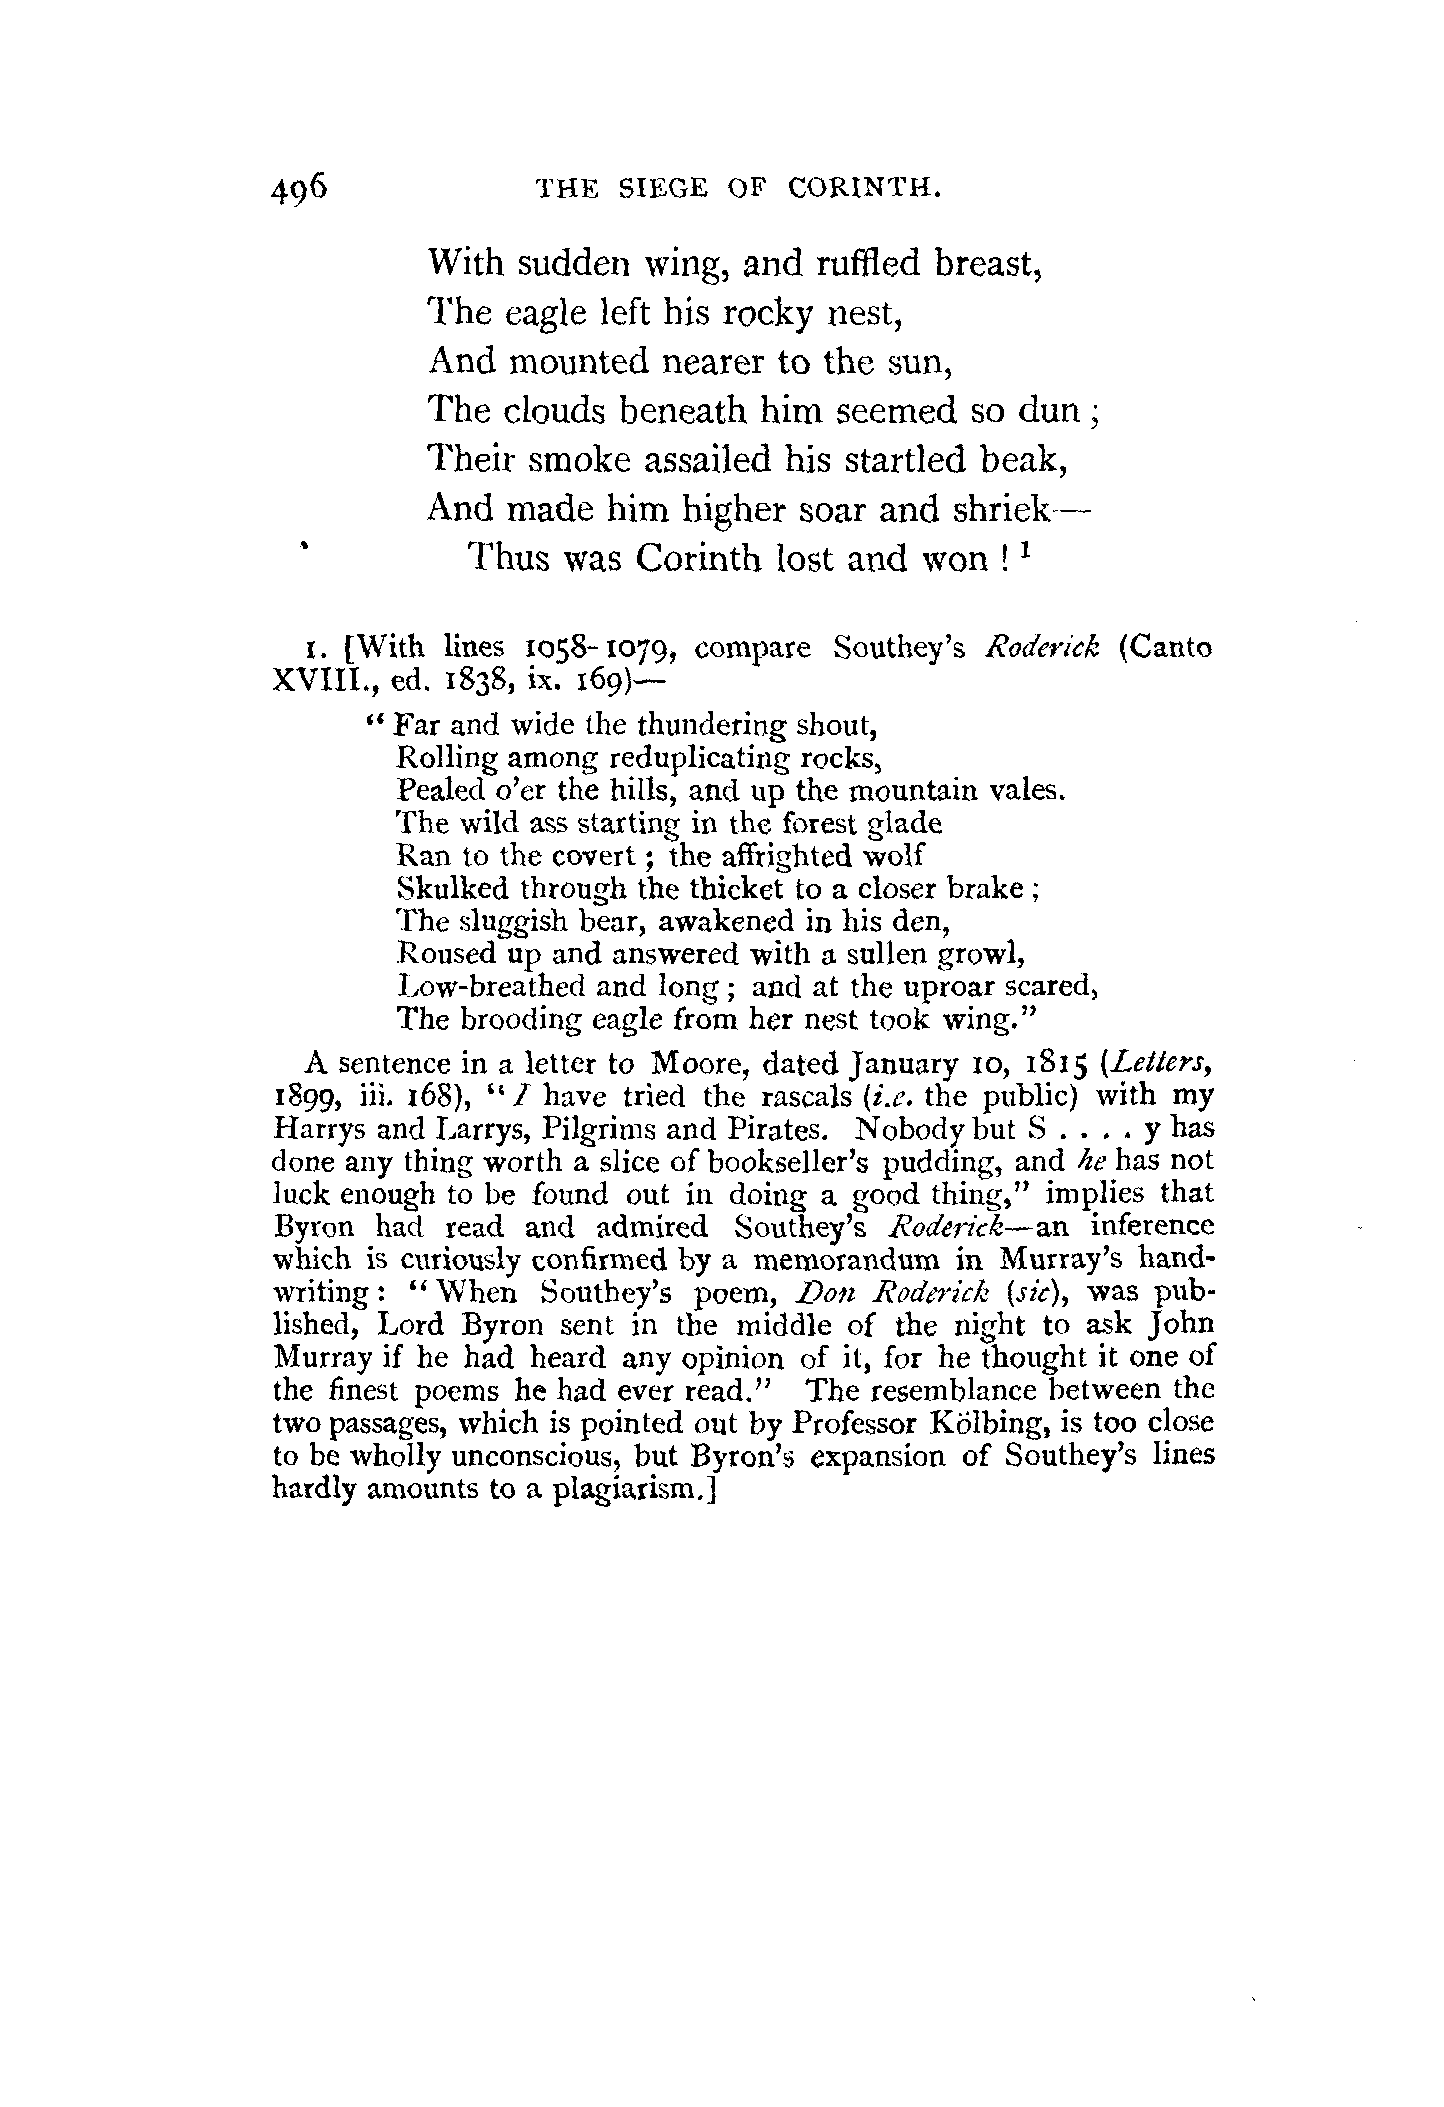 496 THE SIEGE OF CORINTH.
With sudden wing, and ruffled breast,
The eagle left his rocky nest,
And mounted nearer to the sun,
The clouds beneath him seemed so dun ;
Their smoke assailed his startled beak,
And made him higher soar and shriek—
Thus was Corinth lost and won ! 1
1. [With lines 1058-1079, compare Southey's Roderick (Canto
XVIII., ed. 1838, ix. 169)—
" Far and wide the thundering shout,
Rolling among reduplicating rocks,
Pealed o'er the hills, and up the mountain vales.
The wild ass starting in the forest glade
Ran to the covert ; the affrighted wolf
Skulked through the thicket to a closer brake ;
The sluggish bear, awakened in his den,
Roused up and answered with a sullen growl,
Low-breathed and long ; and at the uproar scared,
The brooding eagle from her nest took wing."
A sentence in a letter to Moore, dated January 10, 1815 (Letters,
1899, iii. 168), " I have tried the rascals (i.e. the public) with my
Harrys and Larrys, Pilgrims and Pirates. Nobody but S . . . . y has
done any thing worth a slice of bookseller's pudding, and he has not
luck enough to be found out in doing a good thing," implies that
Byron had read and admired Southey's Roderick—an inference
which is curiously confirmed by a memorandum in Murray's hand-
writing : " When Southey's poem, Don Roderick (sic), was pub-
lished, Lord Byron sent in the middle of the night to ask John
Murray if he had heard any opinion of it, for he thought it one of
the finest poems he had ever read." The resemblance between the
two passages, which is pointed out by Professor Kölbing, is too close
to be wholly unconscious, but Byron's expansion of Southey's lines
hardly amounts to a plagiarism.]